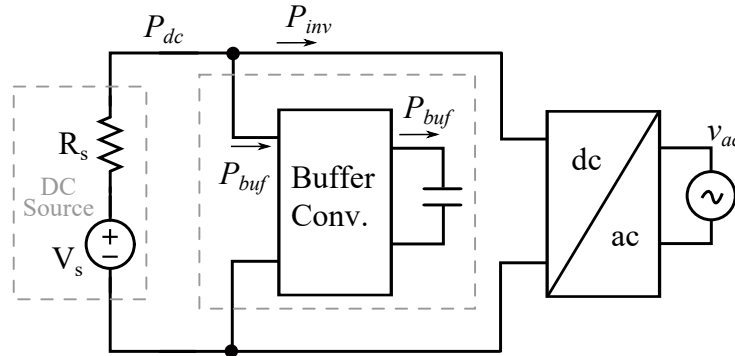 P_dc
P_inv
P_buf
R_s
P_buf
Buffer
Conv.
dc
ac
v_ac
DC
Source
+
−
V_s